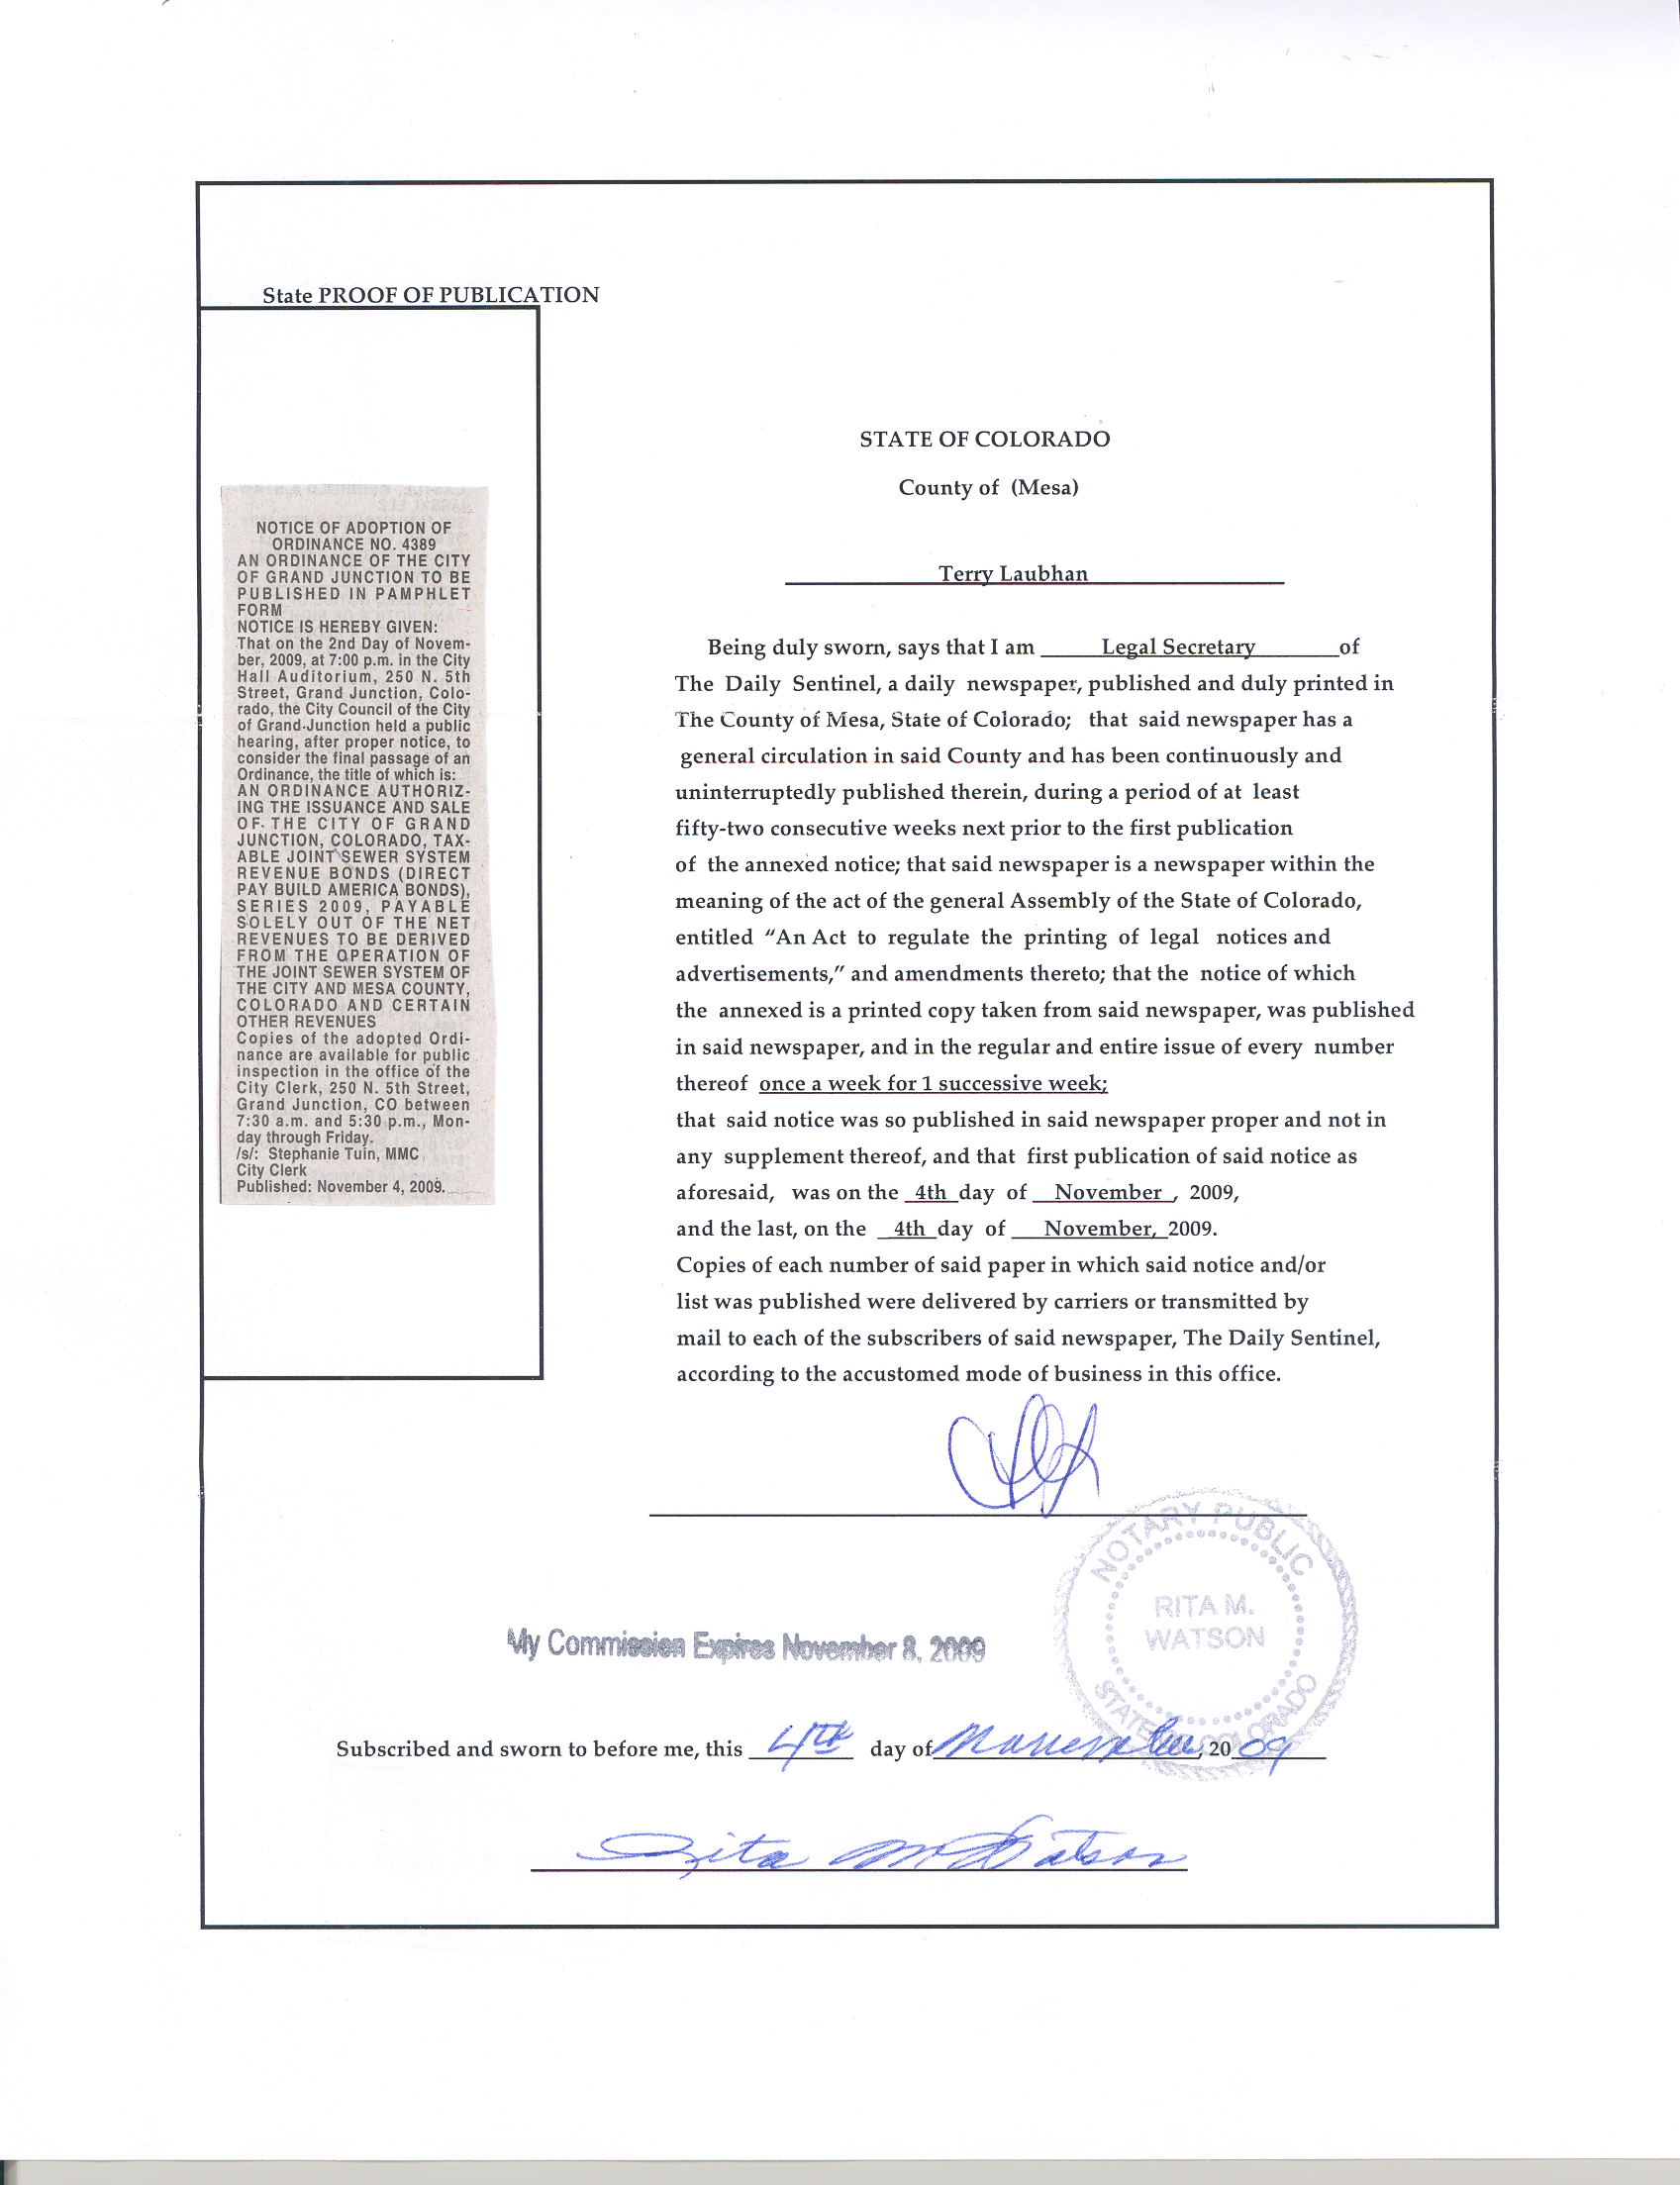 State PROOF OF PUBLICATION
NOTICE OF ADOPTION OF
ORDINANCE NO. 4389
AN ORDINANCE OF THE CITY
OF GRAND JUNCTION TO BE
PUBLISHED IN PAMPHLET
FORM
NOTICE IS HEREBY GIVEN:
That on the 2nd Day of Novem-
ber, 2009, at 7:00 p.m. in the City
Hall Auditorium, 250 N. 5th
Street, Grand Junction, Colo-
rado, the City Council of the City
of Grand Junction held a public
hearing, after proper notice, to
consider the final passage of an
Ordinance, the title of which is:
AN ORDINANCE AUTHORIZ-
ING THE ISSUANCE AND SALE
OF THE CITY OF GRAND
JUNCTION, COLORADO, TAX-
ABLE JOINT SEWER SYSTEM
REVENUE BONDS (DIRECT
PAY BUILD AMERICA BONDS),
SERIES 2009, PAYABLE
SOLELY OUT OF THE NET
REVENUES TO BE DERIVED
FROM THE OPERATION OF
THE JOINT SEWER SYSTEM OF
THE CITY AND MESA COUNTY,
COLORADO AND CERTAIN
OTHER REVENUES
Copies of the adopted Ordi-
nance are available for public
inspection in the office of the
City Clerk, 250 N. 5th Street,
Grand Junction, CO between
7:30 a.m. and 5:30 p.m., Mon-
day through Friday.
/s/: Stephanie Tuin, MMC
City Clerk
Published: November 4, 2009.
STATE OF COLORADO
County of (Mesa)
Terry Laubhan
Being duly sworn, says that I am Legal Secretary of
The Daily Sentinel, a daily newspaper, published and duly printed in
The County of Mesa, State of Colorado; that said newspaper has a
general circulation in said County and has been continuously and
uninterruptedly published therein, during a period of at least
fifty-two consecutive weeks next prior to the first publication
of the annexed notice; that said newspaper is a newspaper within the
meaning of the act of the general Assembly of the State of Colorado,
entitled “An Act to regulate the printing of legal notices and
advertisements,” and amendments thereto; that the notice of which
the annexed is a printed copy taken from said newspaper, was published
in said newspaper, and in the regular and entire issue of every number
thereof once a week for 1 successive week;
that said notice was so published in said newspaper proper and not in
any supplement thereof, and that first publication of said notice as
aforesaid, was on the 4th day of November , 2009,
and the last, on the 4th day of November, 2009.
Copies of each number of said paper in which said notice and/or
list was published were delivered by carriers or transmitted by
mail to each of the subscribers of said newspaper, The Daily Sentinel,
according to the accustomed mode of business in this office.
NOTARY PUBLIC
RITA M.
WATSON
STATE OF COLORADO
My Commission Expires November 8, 2009
Subscribed and sworn to before me, this 4th day of November, 2009
Rita M Watson